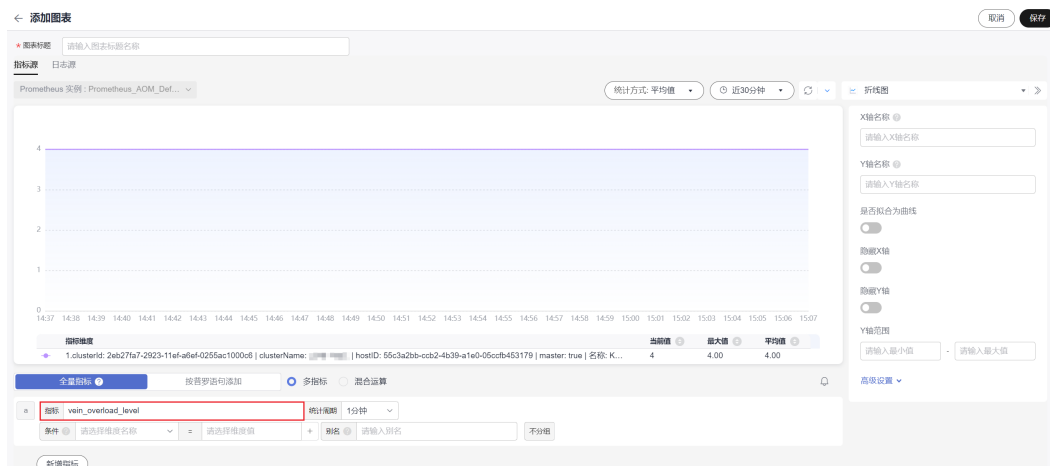 ← 添加图表
取消
保存
* 图表标题 请输入图表标题名称
指标源 日志源
Prometheus 实例 : Prometheus_AOM_Def...
统计方式: 平均值
近30分钟
折线图
X轴名称
请输入X轴名称
Y轴名称
请输入Y轴名称
是否拟合为曲线
隐藏X轴
隐藏Y轴
Y轴范围
请输入最小值 - 请输入最大值
高级设置
4
3
2
1
0
14:37 14:38 14:39 14:40 14:41 14:42 14:43 14:44 14:45 14:46 14:47 14:48 14:49 14:50 14:51 14:52 14:53 14:54 14:55 14:56 14:57 14:58 14:59 15:00 15:01 15:02 15:03 15:04 15:05 15:06 15:07
指标维度 当前值 最大值 平均值
1.clusterId: 2eb27fa7-2923-11ef-a6ef-0255ac1000c6 | clusterName: | hostID: 55c3a2bb-ccb2-4b39-a1e0-05ccfb453179 | master: true | 名称: K... 4 4.00 4.00
全量指标 按普罗语句添加 多指标 混合运算
a 指标 vein_overload_level 统计周期 1分钟
条件 请选择维度名称 = 请选择维度值 + 别名 请输入别名 不分组
新增指标